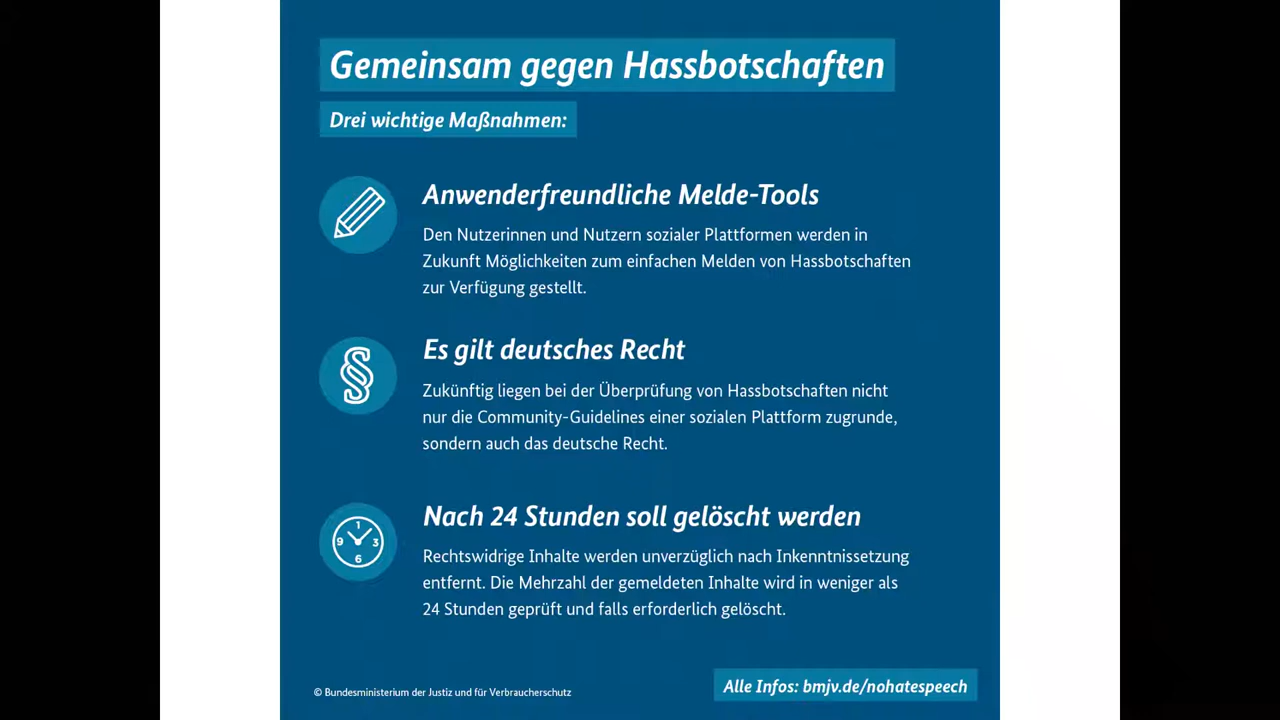 Gemeinsam gegen Hassbotschaften
Drei wichtige Maßnahmen:
Anwenderfreundliche Melde-Tools
Den Nutzerinnen und Nutzern sozialer Plattformen werden in
Zukunft Möglichkeiten zum einfachen Melden von Hassbotschaften
zur Verfügung gestellt.
§
Es gilt deutsches Recht
Zukünftig liegen bei der Überprüfung von Hassbotschaften nicht
nur die Community-Guidelines einer sozialen Plattform zugrunde,
sondern auch das deutsche Recht.
1
9 3
6
Nach 24 Stunden soll gelöscht werden
Rechtswidrige Inhalte werden unverzüglich nach Inkenntnissetzung
entfernt. Die Mehrzahl der gemeldeten Inhalte wird in weniger als
24 Stunden geprüft und falls erforderlich gelöscht.
© Bundesministerium der Justiz und für Verbraucherschutz
Alle Infos: bmjv.de/nohatespeech